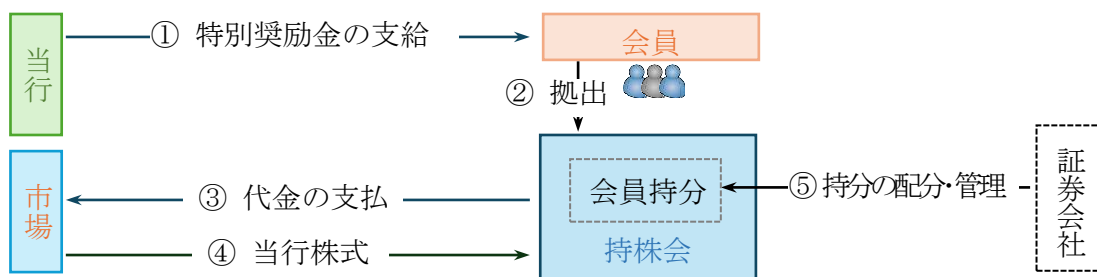 当行
① 特別奨励金の支給
会員
② 拠出
市場
③ 代金の支払
④ 当行株式
会員持分
持株会
⑤ 持分の配分・管理
証券会社